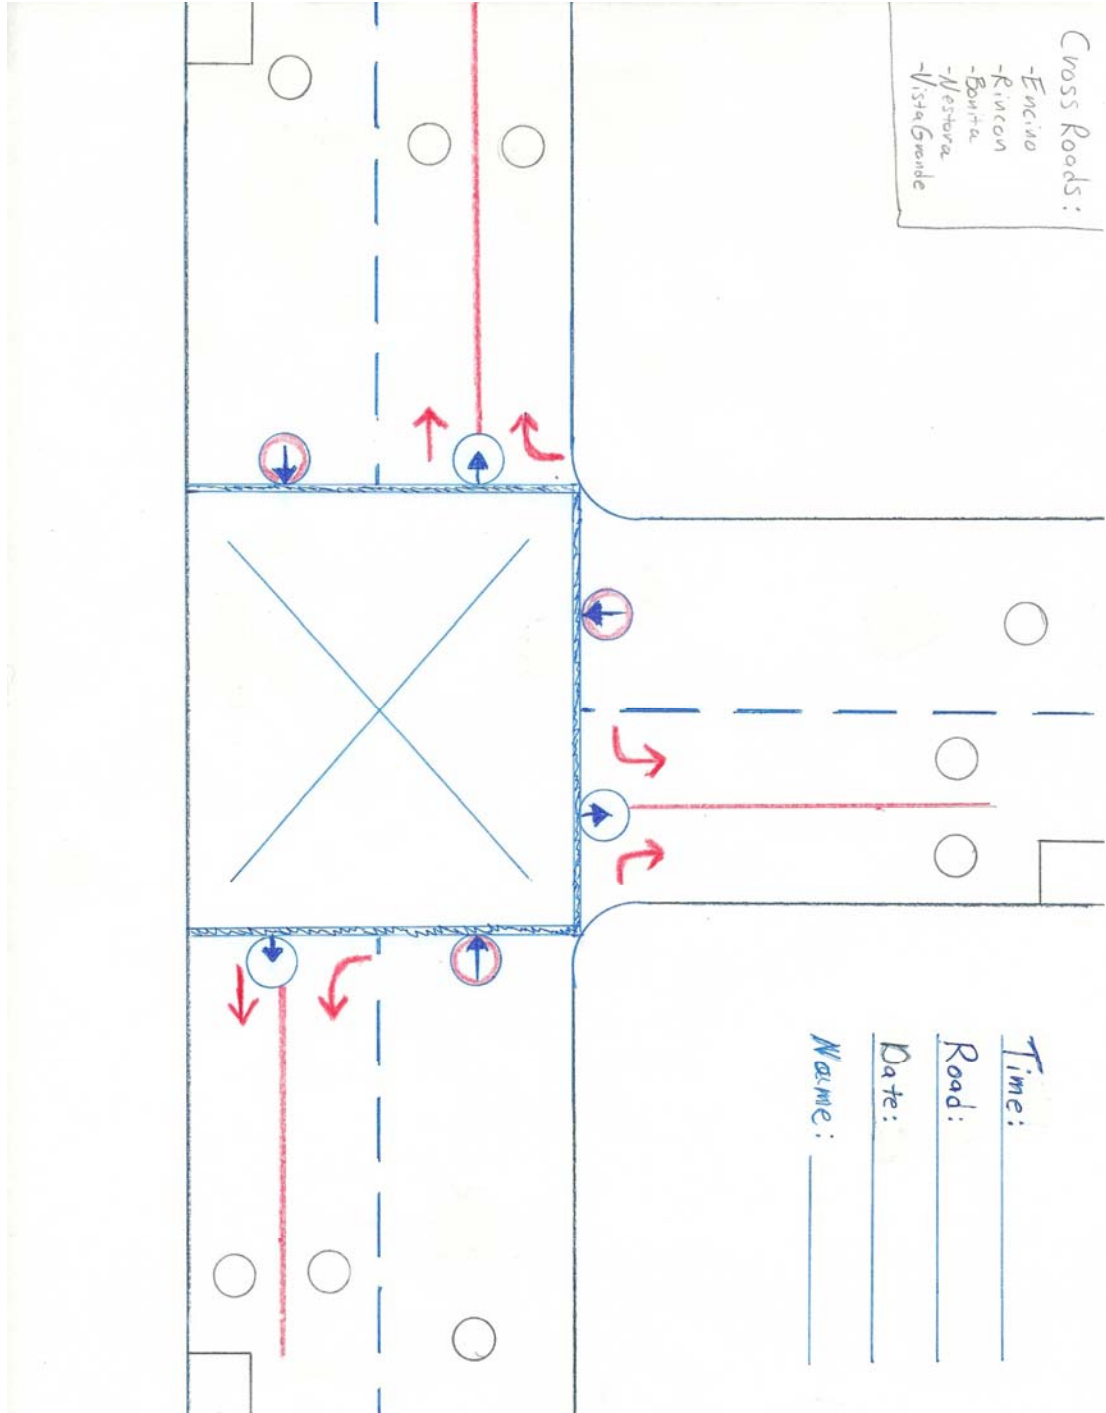 Cross Roads:
-Encino
-Rincon
-Bonita
-Nestora
-Vista Grande
Time:
Road:
Date:
Name: